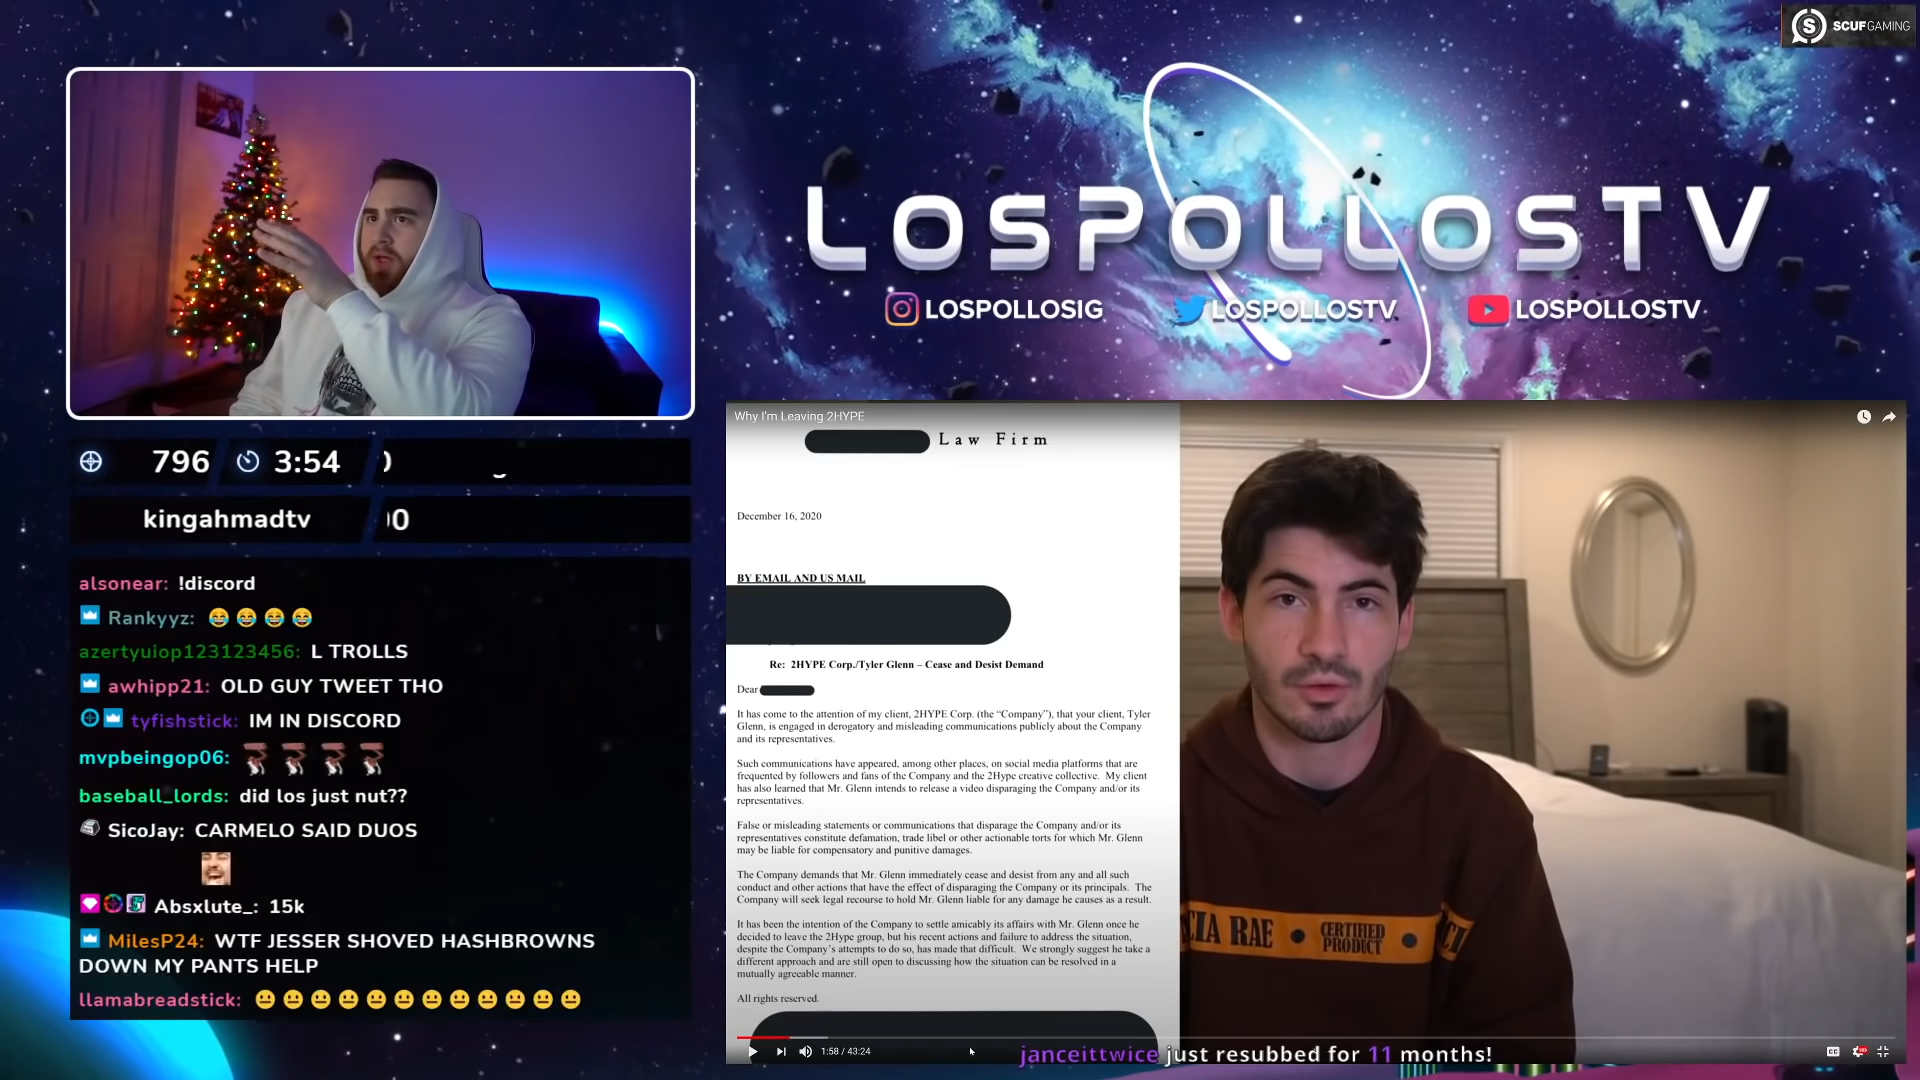 SCUFGAMING
LOSPOLLOSTV
LOSPOLLOSIG
LOSPOLLOSTV
LOSPOLLOSTV
796
3:54
kingahmadtv
alsonear: !discord
Rankyyz: 😂 😂 😂 😂
azertyuiop123123456: L TROLLS
awhipp21: OLD GUY TWEET THO
tyfishstick: IM IN DISCORD
mvpbeingop06:
baseball_lords: did los just nut??
SicoJay: CARMELO SAID DUOS
Absxlute_: 15k
MilesP24: WTF JESSER SHOVED HASHBROWNS
DOWN MY PANTS HELP
llamabreadstick: 😐 😐 😐 😐 😐 😐 😐 😐 😐 😐 😐 😐
Why I'm Leaving 2HYPE
Law Firm
December 16, 2020
BY EMAIL AND US MAIL
Re: 2HYPE Corp./Tyler Glenn – Cease and Desist Demand
Dear
It has come to the attention of my client, 2HYPE Corp. (the “Company”), that your client, Tyler
Glenn, is engaged in derogatory and misleading communications publicly about the Company
and its representatives.
Such communications have appeared, among other places, on social media platforms that are
frequented by followers and fans of the Company and the 2Hype creative collective. My client
has also learned that Mr. Glenn intends to release a video disparaging the Company and/or its
representatives.
False or misleading statements or communications that disparage the Company and/or its
representatives constitute defamation, trade libel or other actionable torts for which Mr. Glenn
may be liable for compensatory and punitive damages.
The Company demands that Mr. Glenn immediately cease and desist from any and all such
conduct and other actions that have the effect of disparaging the Company or its principals. The
Company will seek legal recourse to hold Mr. Glenn liable for any damage he causes as a result.
It has been the intention of the Company to settle amicably its affairs with Mr. Glenn once he
decided to leave the 2Hype group, but his recent actions and failure to address the situation,
despite the Company’s attempts to do so, has made that difficult. We strongly suggest he take a
different approach and are still open to discussing how the situation can be resolved in a
mutually agreeable manner.
All rights reserved.
CIA RAE • CERTIFIED PRODUCT • CI
1:58 / 43:24
janceittwice just resubbed for 11 months!